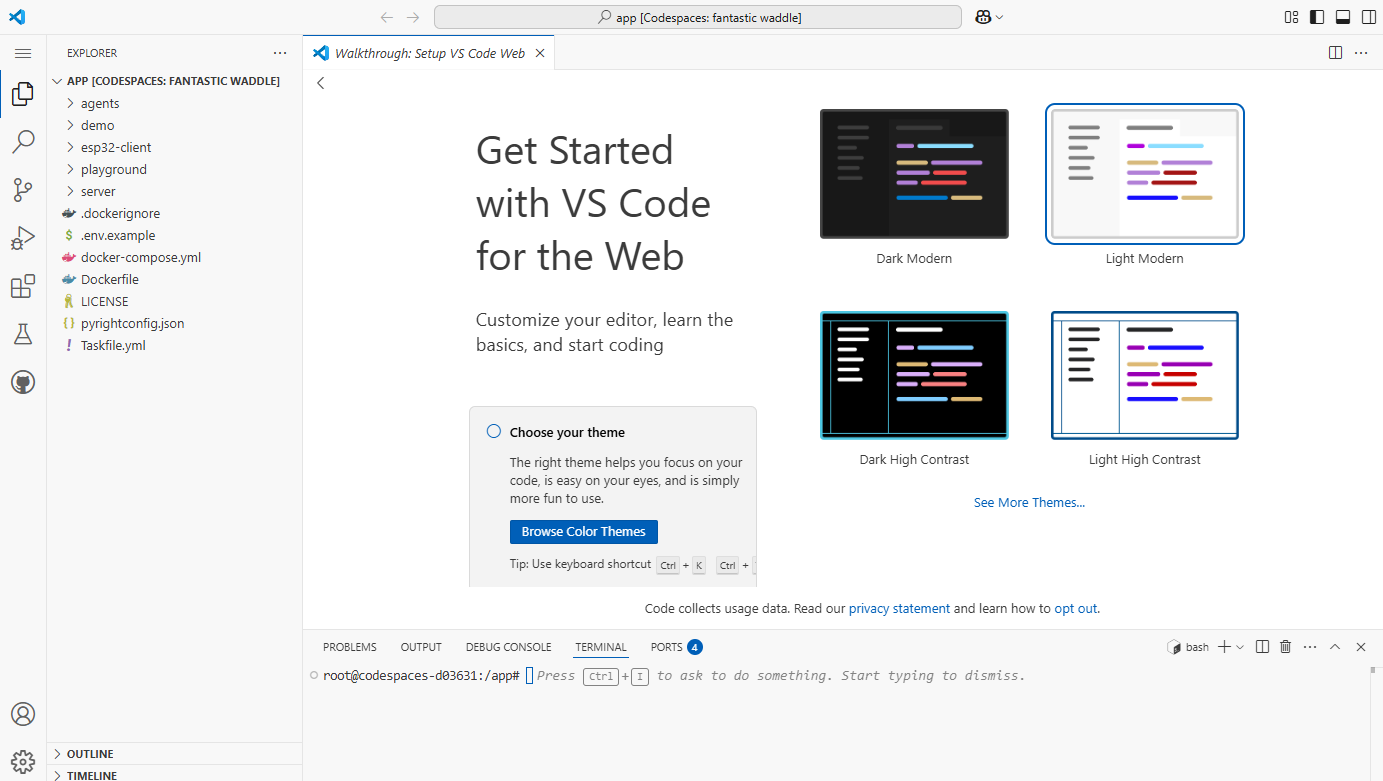 app [Codespaces: fantastic waddle]
EXPLORER
APP [CODESPACES: FANTASTIC WADDLE]
agents
demo
esp32-client
playground
server
.dockerignore
$ .env.example
docker-compose.yml
Dockerfile
LICENSE
{} pyrightconfig.json
! Taskfile.yml
OUTLINE
TIMELINE
Walkthrough: Setup VS Code Web
Get Started
with VS Code
for the Web
Customize your editor, learn the
basics, and start coding
Choose your theme
The right theme helps you focus on your
code, is easy on your eyes, and is simply
more fun to use.
Browse Color Themes
Tip: Use keyboard shortcut Ctrl + K Ctrl +
Dark Modern
Light Modern
Dark High Contrast
Light High Contrast
See More Themes...
Code collects usage data. Read our privacy statement and learn how to opt out.
PROBLEMS OUTPUT DEBUG CONSOLE TERMINAL PORTS 4
bash
root@codespaces-d03631:/app# Press Ctrl + I to ask to do something. Start typing to dismiss.